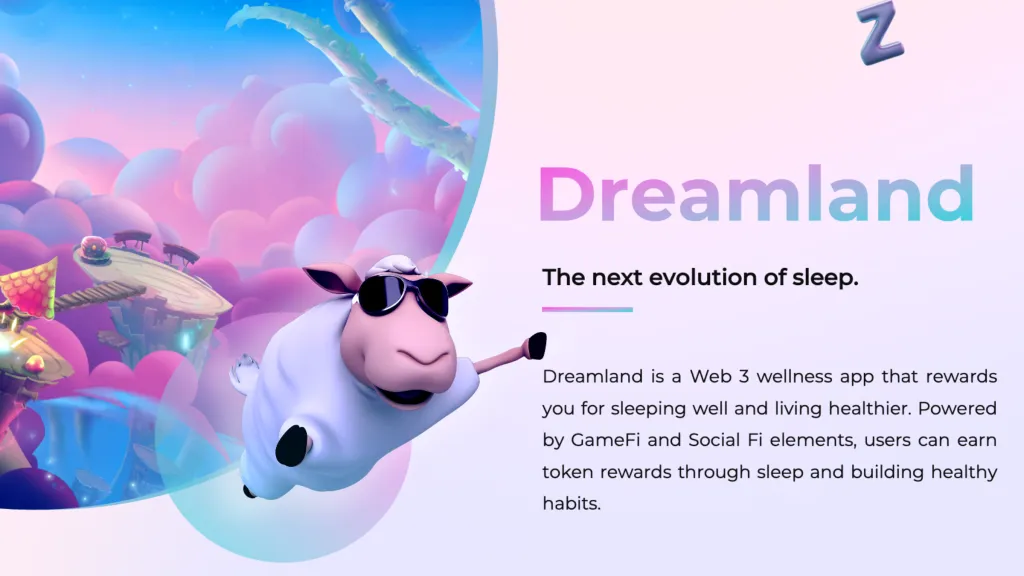 Z
Dreamland
The next evolution of sleep.
Dreamland is a Web 3 wellness app that rewards
you for sleeping well and living healthier. Powered
by GameFi and Social Fi elements, users can earn
token rewards through sleep and building healthy
habits.